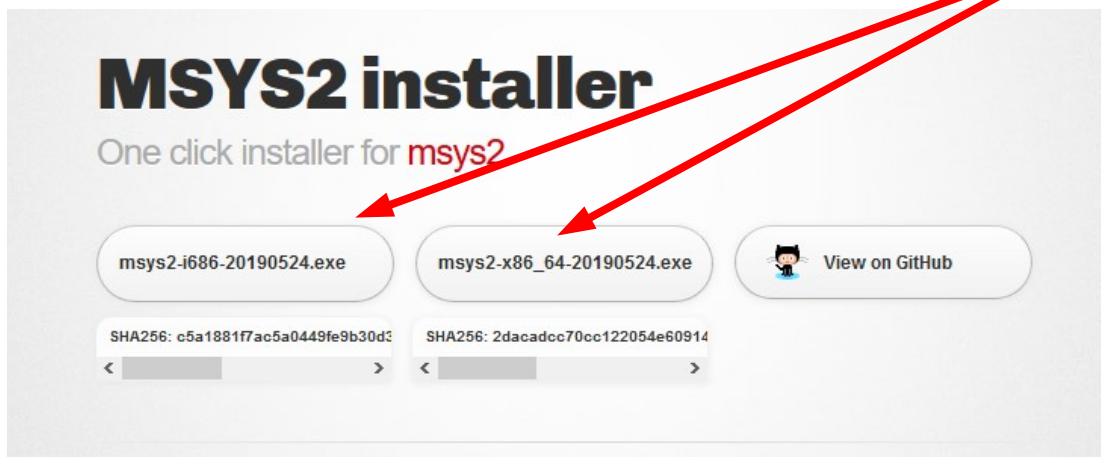 MSYS2 installer
One click installer for msys2
msys2-i686-20190524.exe
msys2-x86_64-20190524.exe
View on GitHub
SHA256: c5a1881f7ac5a0449fe9b30d3
SHA256: 2dacadcc70cc122054e60914